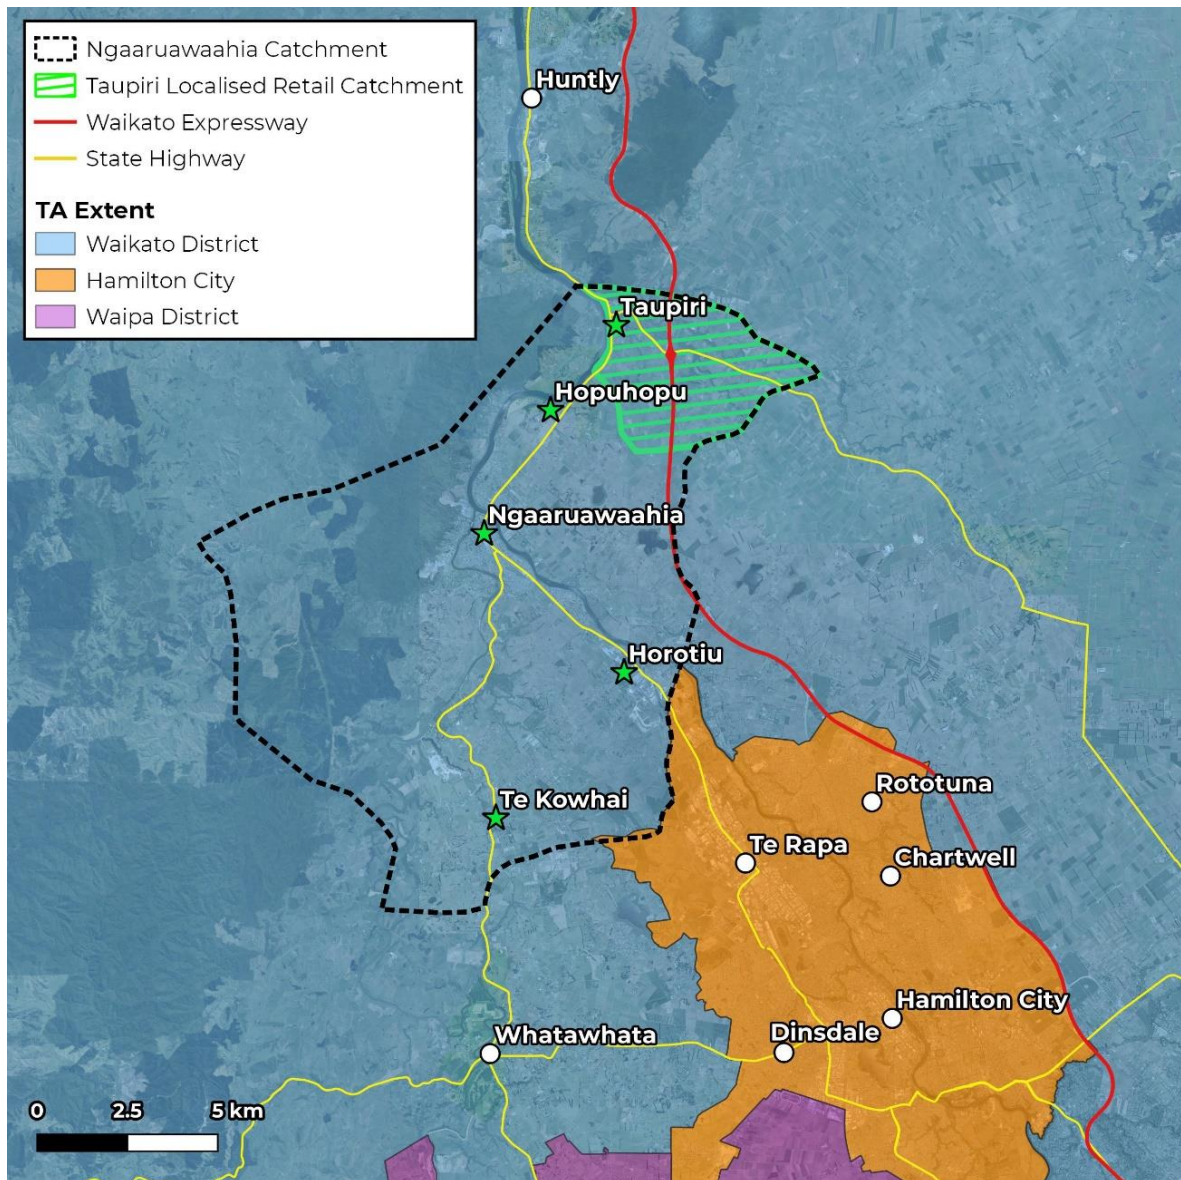 Ngaaruawaahia Catchment
Taupiri Localised Retail Catchment
Waikato Expressway
State Highway
TA Extent
Waikato District
Hamilton City
Waipa District
Huntly
Taupiri
Hopuhopu
Ngaaruawaahia
Horotiu
Rototuna
Te Kowhai
Te Rapa
Chartwell
Hamilton City
Dinsdale
Whatawhata
0 2.5 5 km